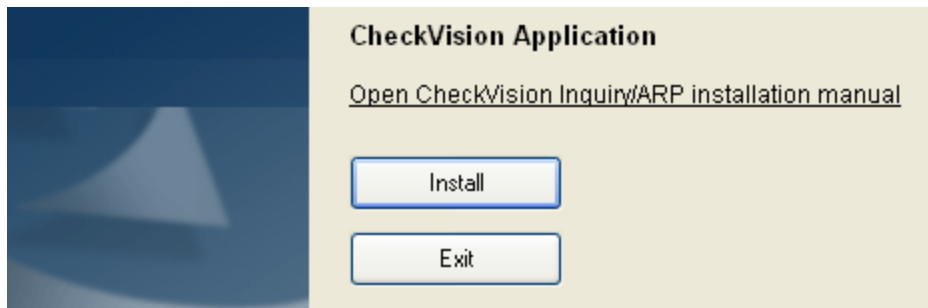 CheckVision Application
Open CheckVision Inquiry/ARP installation manual
Install
Exit